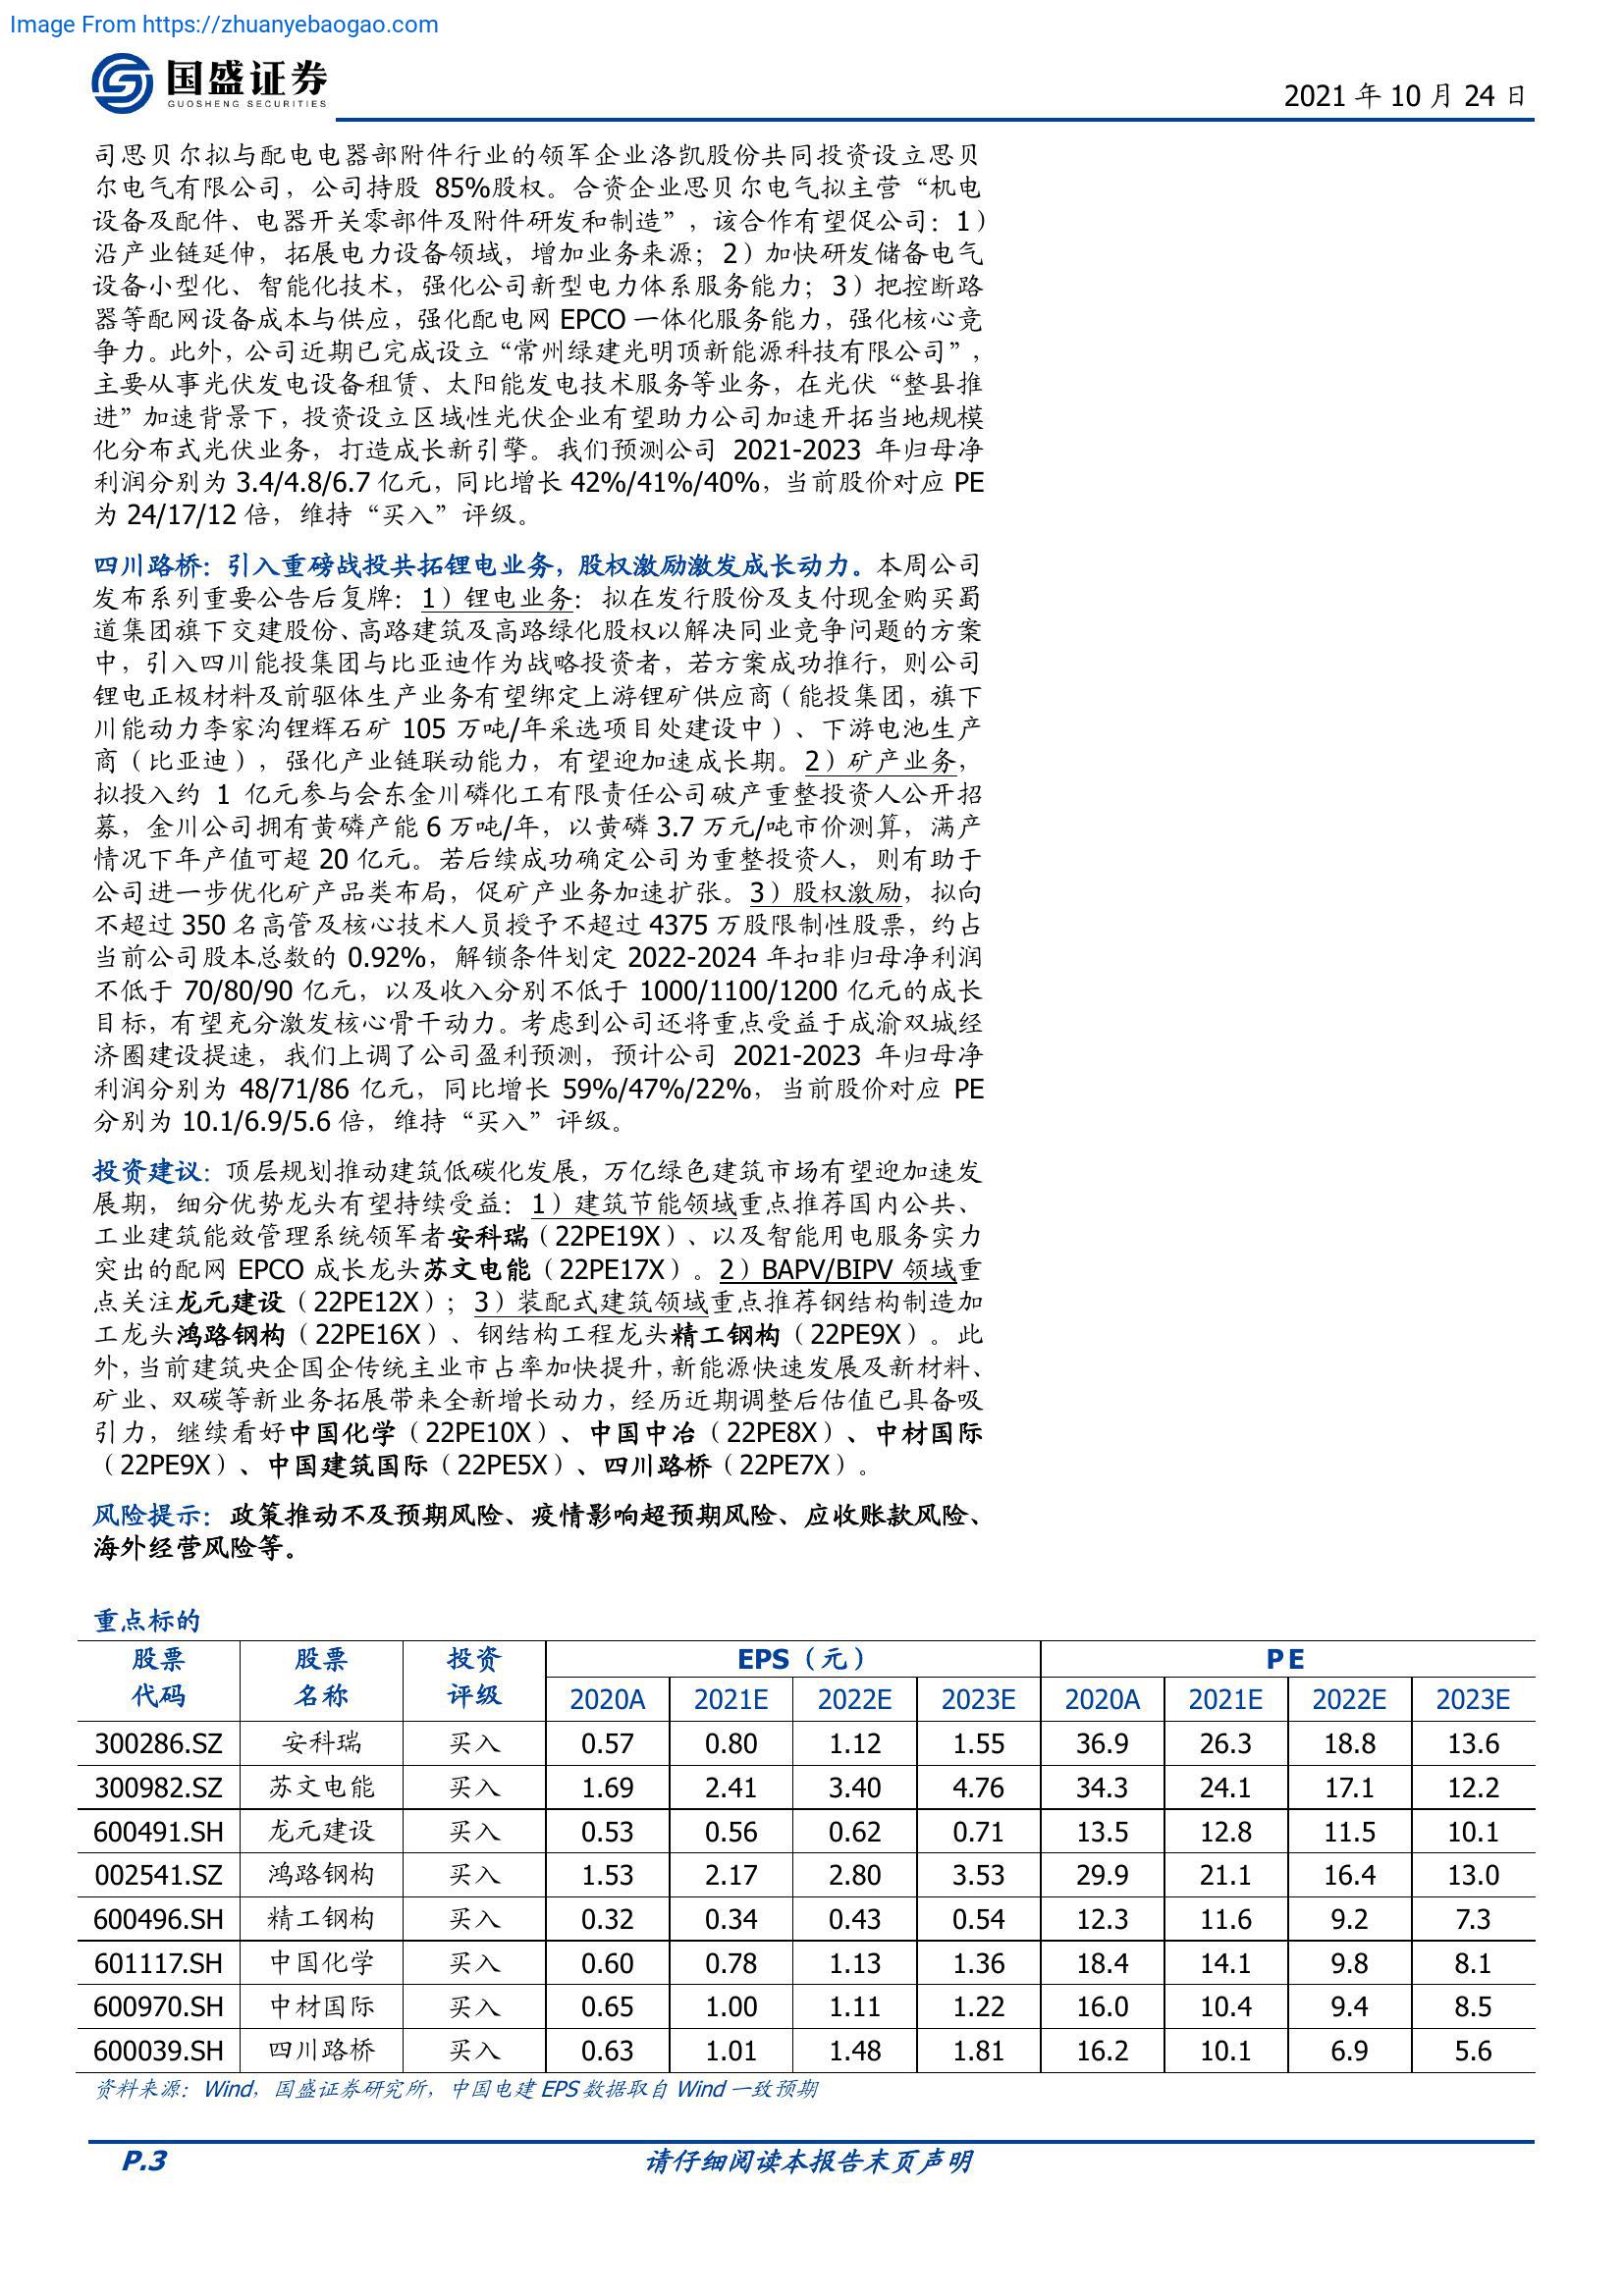 Image From https://zhuanyebaogao.com
国盛证券
GUOSHENG SECURITIES
2021 年 10 月 24 日
司思贝尔拟与配电电器部附件行业的领军企业洛凯股份共同投资设立思贝
尔电气有限公司，公司持股 85%股权。合资企业思贝尔电气拟主营“机电
设备及配件、电器开关零部件及附件研发和制造”，该合作有望促公司：1）
沿产业链延伸，拓展电力设备领域，增加业务来源；2）加快研发储备电气
设备小型化、智能化技术，强化公司新型电力体系服务能力；3）把控断路
器等配网设备成本与供应，强化配电网 EPCO 一体化服务能力，强化核心竞
争力。此外，公司近期已完成设立“常州绿建光明顶新能源科技有限公司”，
主要从事光伏发电设备租赁、太阳能发电技术服务等业务，在光伏“整县推
进”加速背景下，投资设立区域性光伏企业有望助力公司加速开拓当地规模
化分布式光伏业务，打造成长新引擎。我们预测公司 2021-2023 年归母净
利润分别为 3.4/4.8/6.7 亿元，同比增长 42%/41%/40%，当前股价对应 PE
为 24/17/12 倍，维持“买入”评级。
四川路桥：引入重磅战投共拓锂电业务，股权激励激发成长动力。本周公司
发布系列重要公告后复牌：1）锂电业务：拟在发行股份及支付现金购买蜀
道集团旗下交建股份、高路建筑及高路绿化股权以解决同业竞争问题的方案
中，引入四川能投集团与比亚迪作为战略投资者，若方案成功推行，则公司
锂电正极材料及前驱体生产业务有望绑定上游锂矿供应商（能投集团，旗下
川能动力李家沟锂辉石矿 105 万吨/年采选项目处建设中）、下游电池生产
商（比亚迪），强化产业链联动能力，有望迎加速成长期。2）矿产业务，
拟投入约 1 亿元参与会东金川磷化工有限责任公司破产重整投资人公开招
募，金川公司拥有黄磷产能 6 万吨/年，以黄磷 3.7 万元/吨市价测算，满产
情况下年产值可超 20 亿元。若后续成功确定公司为重整投资人，则有助于
公司进一步优化矿产品类布局，促矿产业务加速扩张。3）股权激励，拟向
不超过 350 名高管及核心技术人员授予不超过 4375 万股限制性股票，约占
当前公司股本总数的 0.92%，解锁条件划定 2022-2024 年扣非归母净利润
不低于 70/80/90 亿元，以及收入分别不低于 1000/1100/1200 亿元的成长
目标，有望充分激发核心骨干动力。考虑到公司还将重点受益于成渝双城经
济圈建设提速，我们上调了公司盈利预测，预计公司 2021-2023 年归母净
利润分别为 48/71/86 亿元，同比增长 59%/47%/22%，当前股价对应 PE
分别为 10.1/6.9/5.6 倍，维持“买入”评级。
投资建议：顶层规划推动建筑低碳化发展，万亿绿色建筑市场有望迎加速发
展期，细分优势龙头有望持续受益：1）建筑节能领域重点推荐国内公共、
工业建筑能效管理系统领军者安科瑞（22PE19X）、以及智能用电服务实力
突出的配网 EPCO 成长龙头苏文电能（22PE17X）。2）BAPV/BIPV 领域重
点关注龙元建设（22PE12X）；3）装配式建筑领域重点推荐钢结构制造加
工龙头鸿路钢构（22PE16X）、钢结构工程龙头精工钢构（22PE9X）。此
外，当前建筑央企国企传统主业市占率加快提升，新能源快速发展及新材料、
矿业、双碳等新业务拓展带来全新增长动力，经历近期调整后估值已具备吸
引力，继续看好中国化学（22PE10X）、中国中冶（22PE8X）、中材国际
（22PE9X）、中国建筑国际（22PE5X）、四川路桥（22PE7X）。
风险提示：政策推动不及预期风险、疫情影响超预期风险、应收账款风险、
海外经营风险等。
重点标的
股票 股票 投资 EPS（元） PE
代码 名称 评级 2020A 2021E 2022E 2023E 2020A 2021E 2022E 2023E
300286.SZ 安科瑞 买入 0.57 0.80 1.12 1.55 36.9 26.3 18.8 13.6
300982.SZ 苏文电能 买入 1.69 2.41 3.40 4.76 34.3 24.1 17.1 12.2
600491.SH 龙元建设 买入 0.53 0.56 0.62 0.71 13.5 12.8 11.5 10.1
002541.SZ 鸿路钢构 买入 1.53 2.17 2.80 3.53 29.9 21.1 16.4 13.0
600496.SH 精工钢构 买入 0.32 0.34 0.43 0.54 12.3 11.6 9.2 7.3
601117.SH 中国化学 买入 0.60 0.78 1.13 1.36 18.4 14.1 9.8 8.1
600970.SH 中材国际 买入 0.65 1.00 1.11 1.22 16.0 10.4 9.4 8.5
600039.SH 四川路桥 买入 0.63 1.01 1.48 1.81 16.2 10.1 6.9 5.6
资料来源：Wind，国盛证券研究所，中国电建 EPS 数据取自 Wind 一致预期
P.3 请仔细阅读本报告末页声明